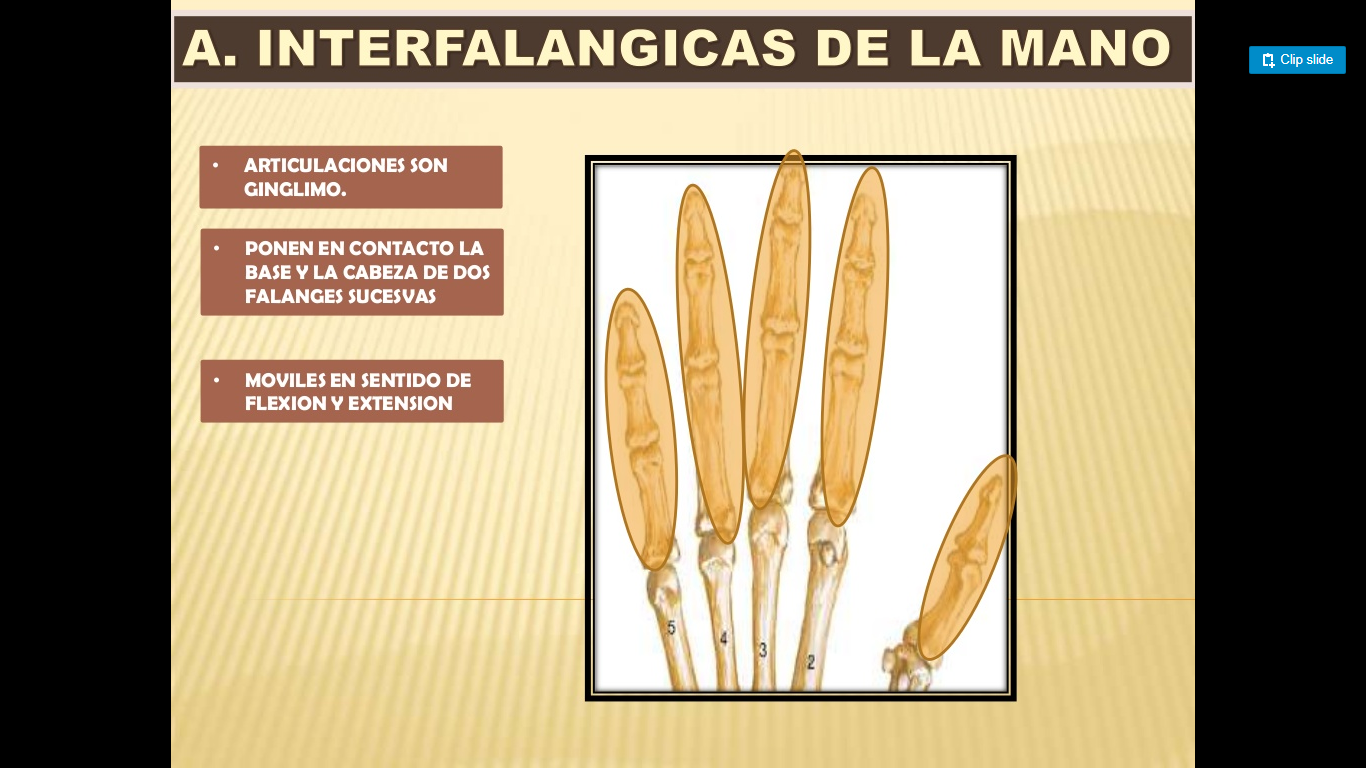 A. INTERFALANGICAS DE LA MANO
Clip slide
• ARTICULACIONES SON
GINGLIMO.
• PONEN EN CONTACTO LA
BASE Y LA CABEZA DE DOS
FALANGES SUCESVAS
• MOVILES EN SENTIDO DE
FLEXION Y EXTENSION
5
4
3
2